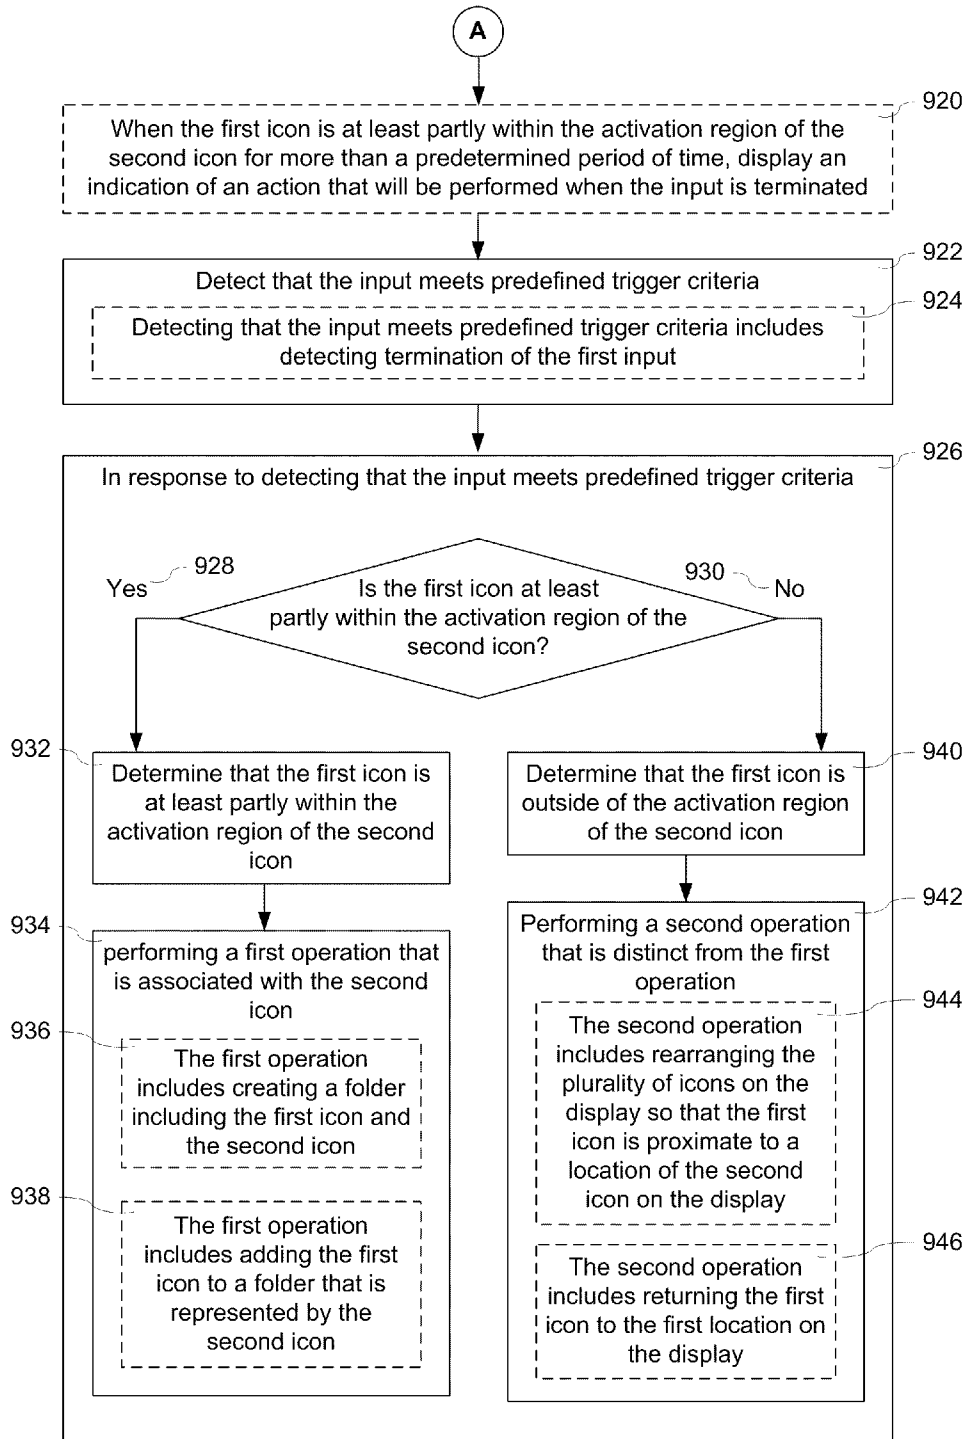 A
920
When the first icon is at least partly within the activation region of the
second icon for more than a predetermined period of time, display an
indication of an action that will be performed when the input is terminated
922
Detect that the input meets predefined trigger criteria
924
Detecting that the input meets predefined trigger criteria includes
detecting termination of the first input
926
In response to detecting that the input meets predefined trigger criteria
Yes
928
Is the first icon at least
partly within the activation region of the
second icon?
930
No
932
Determine that the first icon is
at least partly within the
activation region of the second
icon
934
performing a first operation that
is associated with the second
icon
936
The first operation
includes creating a folder
including the first icon and
the second icon
938
The first operation
includes adding the first
icon to a folder that is
represented by the
second icon
940
Determine that the first icon is
outside of the activation region
of the second icon
942
Performing a second operation
that is distinct from the first
operation
944
The second operation
includes rearranging the
plurality of icons on the
display so that the first
icon is proximate to a
location of the second
icon on the display
946
The second operation
includes returning the first
icon to the first location on
the display